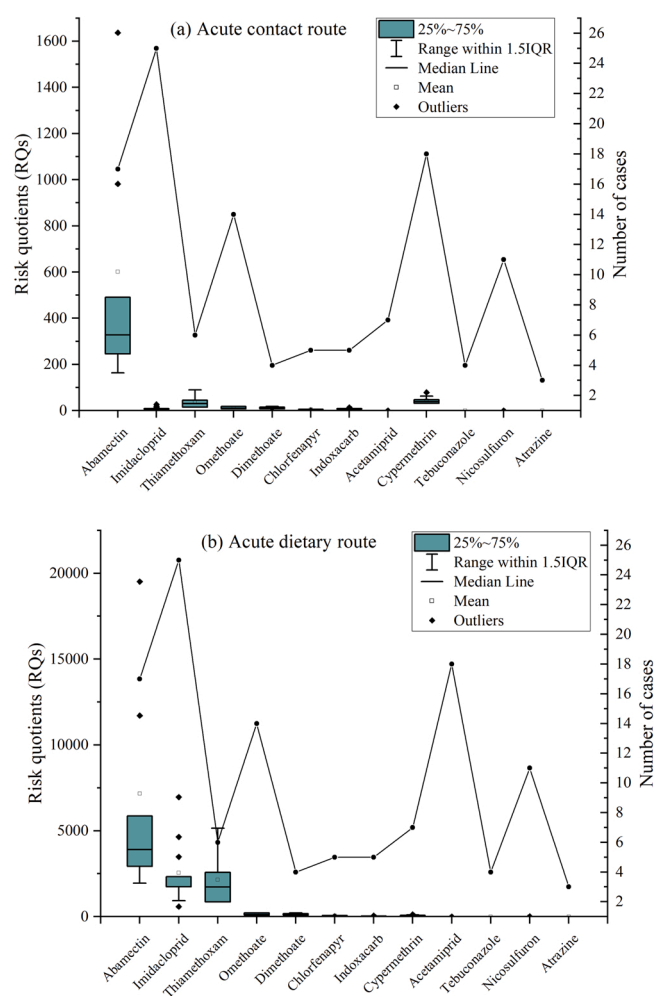 (a) Acute contact route
25%~75%
Range within 1.5IQR
Median Line
Mean
Outliers
Risk quotients (RQs)
1600
1400
1200
1000
800
600
400
200
0
Number of cases
26
24
22
20
18
16
14
12
10
8
6
4
2
Abamectin
Imidacloprid
Thiamethoxam
Omethoate
Dimethoate
Chlorfenapyr
Indoxacarb
Acetamiprid
Cypermethrin
Tebuconazole
Nicosulfuron
Atrazine
(b) Acute dietary route
25%~75%
Range within 1.5IQR
Median Line
Mean
Outliers
Risk quotients (RQs)
20000
15000
10000
5000
0
Number of cases
26
24
22
20
18
16
14
12
10
8
6
4
2
Abamectin
Imidacloprid
Thiamethoxam
Omethoate
Dimethoate
Chlorfenapyr
Indoxacarb
Cypermethrin
Acetamiprid
Tebuconazole
Nicosulfuron
Atrazine